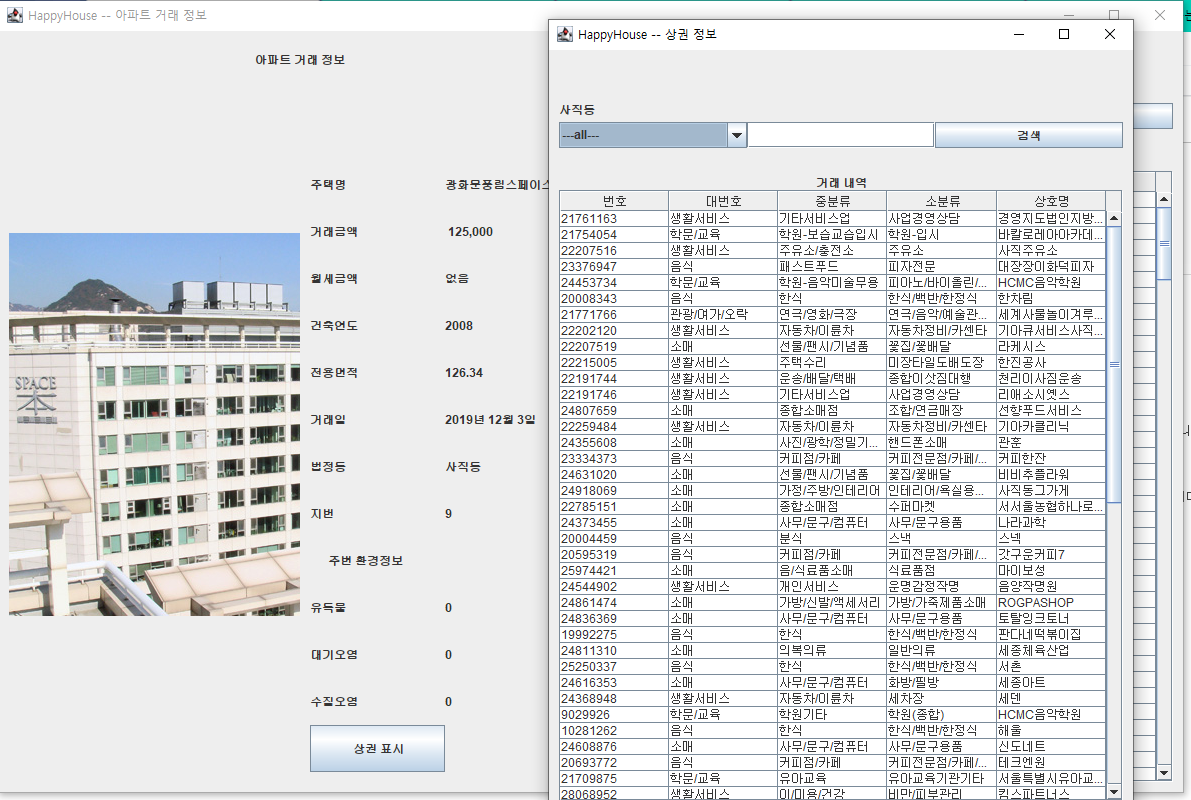 HappyHouse -- 아파트 거래 정보
아파트 거래 정보
SPACE
本
주택명
광화문풍림스페이스
거래금액 125,000
월세금액 없음
건축연도 2008
전용면적 126.34
거래일 2019년 12월 3일
법정동 사직동
지번 9
주변 환경정보
유독물 0
대기오염 0
수질오염 0
상권 표시
HappyHouse -- 상권 정보
사직동
---all--- 검색
거래 내역
번호 대번호 중분류 소분류 상호명
21761163 생활서비스 기타서비스업 사업경영상담 경영지도법인지방...
21754054 학문/교육 학원-보습교습입시 학원-입시 바칼로레아아카데...
22207516 생활서비스 주유소/충전소 주유소 사직주유소
23376947 음식 패스트푸드 피자전문 대장장이화덕피자
24453734 학문/교육 학원-음악미술무용 피아노/바이올린/... HCMC음악학원
20008343 음식 한식 한식/백반/한정식 한차림
21771766 관광/여가/오락 연극/영화/극장 연극/음악/예술관... 세계사물놀이겨루...
22202120 생활서비스 자동차/이륜차 자동차정비/카센타 기아큐서비스사직...
22207519 소매 선물/팬시/기념품 꽃집/꽃배달 라케시스
22215005 생활서비스 주택수리 미장타일도배도장 한진공사
22191744 생활서비스 운송/배달/택배 종합이삿짐대행 천리이사짐운송
22191746 생활서비스 기타서비스업 사업경영상담 리애소시엣스
24807659 소매 종합소매점 조합/연금매장 선향푸드서비스
22259484 생활서비스 자동차/이륜차 자동차정비/카센타 기아카클리닉
24355608 소매 사진/광학/정밀기... 핸드폰소매 관훈
23334373 음식 커피점/카페 커피전문점/카페/... 커피한잔
24631020 소매 선물/팬시/기념품 꽃집/꽃배달 비비추플라워
24918069 소매 가정/주방/인테리어 인테리어/욕실용... 사직동그가게
22785151 소매 종합소매점 수퍼마켓 서서울농협하나로...
24373455 소매 사무/문구/컴퓨터 사무/문구용품 나라과학
20004459 음식 분식 스낵 스넥
20595319 음식 커피점/카페 커피전문점/카페/... 갓구운커피7
25974421 소매 음/식료품소매 식료품점 마이보성
24544902 생활서비스 개인서비스 운명감정작명 음양작명원
24861474 소매 가방/신발/액세서리 가방/가죽제품소매 ROGPASHOP
24836369 소매 사무/문구/컴퓨터 사무/문구용품 토탈잉크토너
19992275 음식 한식 한식/백반/한정식 판다네떡볶이집
24811310 소매 의복의류 일반의류 세종체육산업
25250337 음식 한식 한식/백반/한정식 서촌
24616353 소매 사무/문구/컴퓨터 화방/필방 세종아트
24368948 생활서비스 자동차/이륜차 세차장 세덴
9029926 학문/교육 학원기타 학원(종합) HCMC음악학원
10281262 음식 한식 한식/백반/한정식 해울
24608876 소매 사무/문구/컴퓨터 사무/문구용품 신도네트
20693772 음식 커피점/카페 커피전문점/카페/... 테크엔원
21709875 학문/교육 유아교육 유아교육기관기타 서울특별시유아교...
28068952 생활서비스 이/미용/건강 비만/피부관리 킴스파트너스